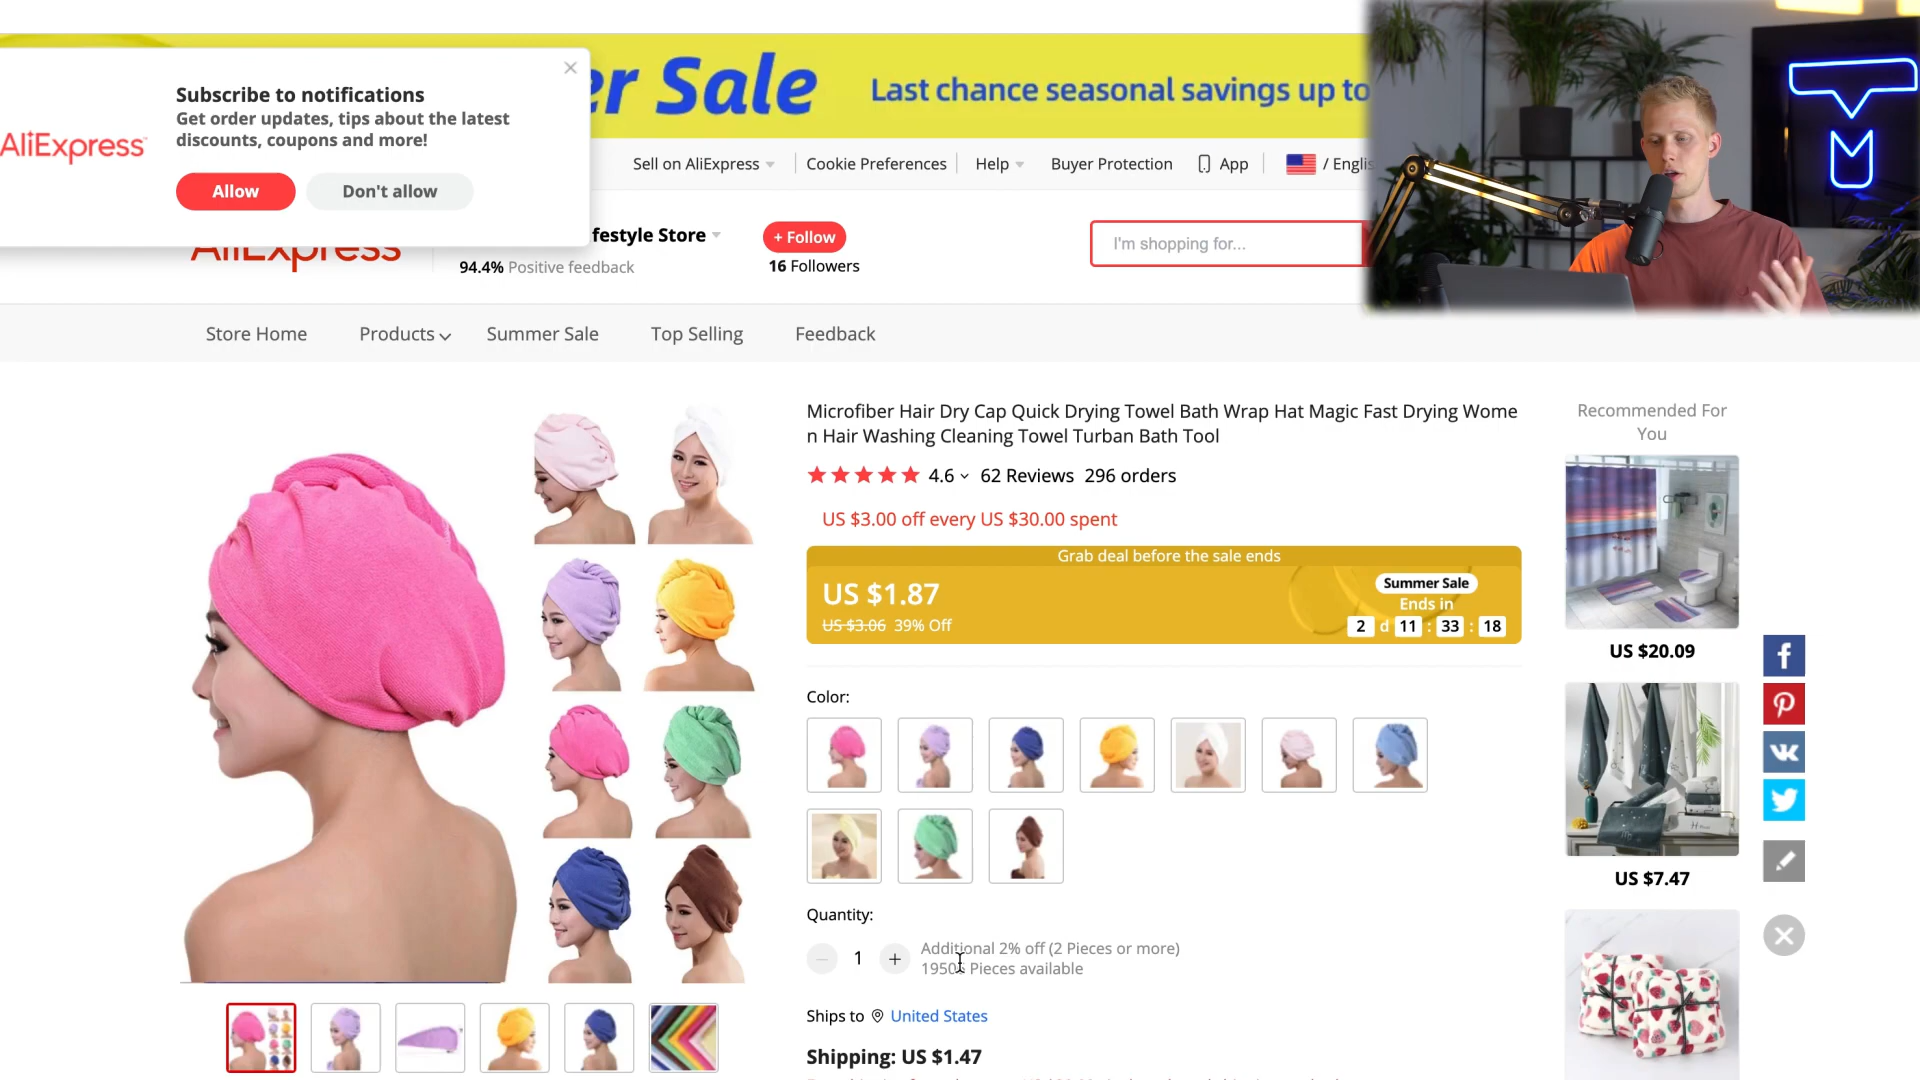 er Sale
Last chance seasonal savings up to
Subscribe to notifications
Get order updates, tips about the latest
discounts, coupons and more!
AliExpress
Allow
Don't allow
Sell on AliExpress
Cookie Preferences
Help
Buyer Protection
App
/ Englis
AliExpress
festyle Store
+ Follow
94.4% Positive feedback
16 Followers
I'm shopping for...
TM
Store Home
Products
Summer Sale
Top Selling
Feedback
Microfiber Hair Dry Cap Quick Drying Towel Bath Wrap Hat Magic Fast Drying Wome
n Hair Washing Cleaning Towel Turban Bath Tool
4.6
62 Reviews
296 orders
US $3.00 off every US $30.00 spent
Grab deal before the sale ends
US $1.87
US $3.06 39% Off
Summer Sale
Ends in
2 d 11 : 33 : 18
Color:
Quantity:
1
Additional 2% off (2 Pieces or more)
Pieces available
Ships to
United States
Shipping: US $1.47
Recommended For
You
US $20.09
US $7.47